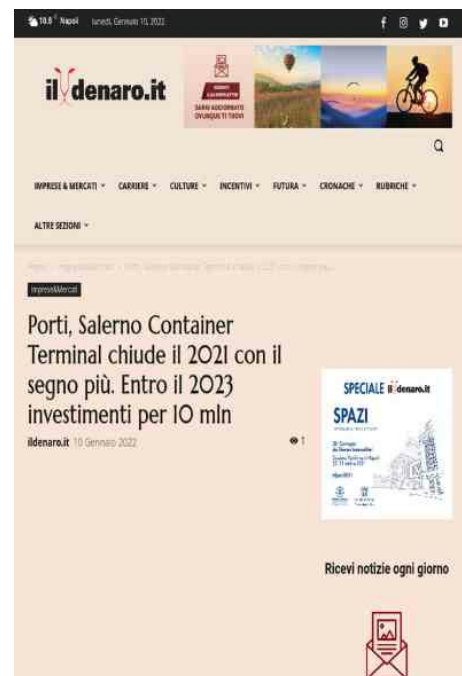 10.8 ° Napoli lunedì, Gennaio 10, 2022
il denaro.it
IMPRESE & MERCATI CARRIERE CULTURE INCENTIVI FUTURA CRONACHE RUBRICHE
ALTRE SEZIONI
Imprese&Mercati
Porti, Salerno Container
Terminal chiude il 2021 con il
segno più. Entro il 2023
investimenti per 10 mln
ildenaro.it 10 Gennaio 2022 1
SPECIALE il denaro.it
SPAZI
Ricevi notizie ogni giorno